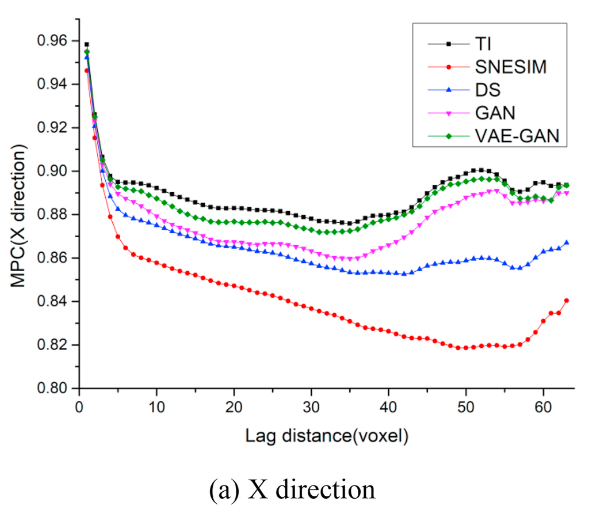 MPC(X direction)
0.96
0.94
0.92
0.90
0.88
0.86
0.84
0.82
0.80
TI
SNESIM
DS
GAN
VAE-GAN
0 10 20 30 40 50 60
Lag distance(voxel)
(a) X direction